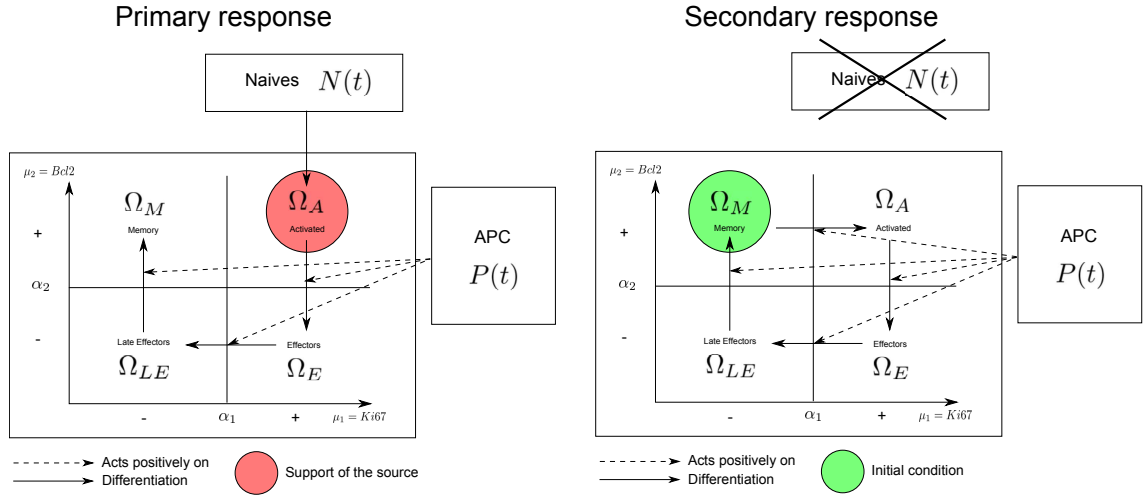 Primary response
Naives N(t)
μ₂ = Bcl2
Ω_M
Memory
Ω_A
Activated
+
α₂
-
APC
P(t)
Late Effectors
Ω_LE
Effectors
Ω_E
-
α₁
+
μ₁ = Ki67
Acts positively on
Differentiation
Support of the source
Secondary response
Naives N(t)
μ₂ = Bcl2
Ω_M
Memory
Ω_A
Activated
+
α₂
-
APC
P(t)
Late Effectors
Ω_LE
Effectors
Ω_E
-
α₁
+
μ₁ = Ki67
Acts positively on
Differentiation
Initial condition